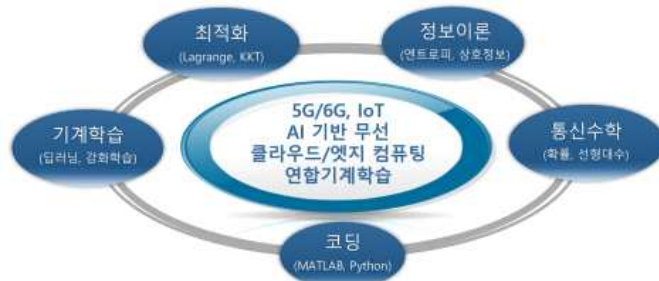 최적화
(Lagrange, KKT)
정보이론
(엔트로피, 상호정보)
기계학습
(딥러닝, 강화학습)
5G/6G, IoT
AI 기반 무선
클라우드/엣지 컴퓨팅
연합기계학습
통신수학
(확률, 선형대수)
코딩
(MATLAB, Python)